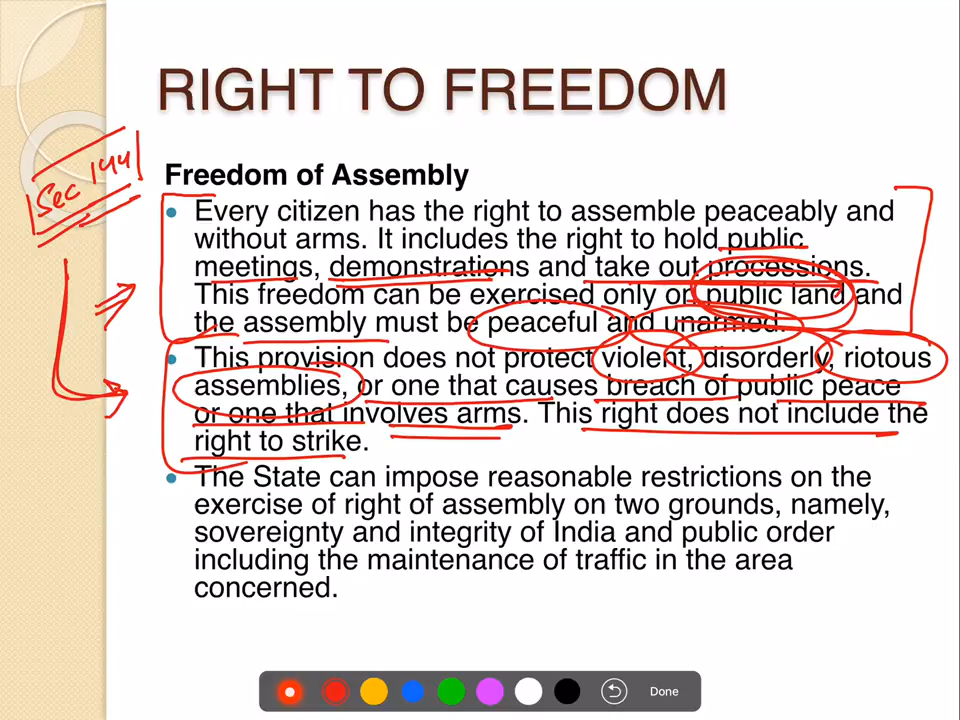 RIGHT TO FREEDOM
Sec 144
Freedom of Assembly
• Every citizen has the right to assemble peaceably and
without arms. It includes the right to hold public
meetings, demonstrations and take out processions.
This freedom can be exercised only on public land and
the assembly must be peaceful and unarmed.
• This provision does not protect violent, disorderly, riotous
assemblies, or one that causes breach of public peace
or one that involves arms. This right does not include the
right to strike.
• The State can impose reasonable restrictions on the
exercise of right of assembly on two grounds, namely,
sovereignty and integrity of India and public order
including the maintenance of traffic in the area
concerned.
Done